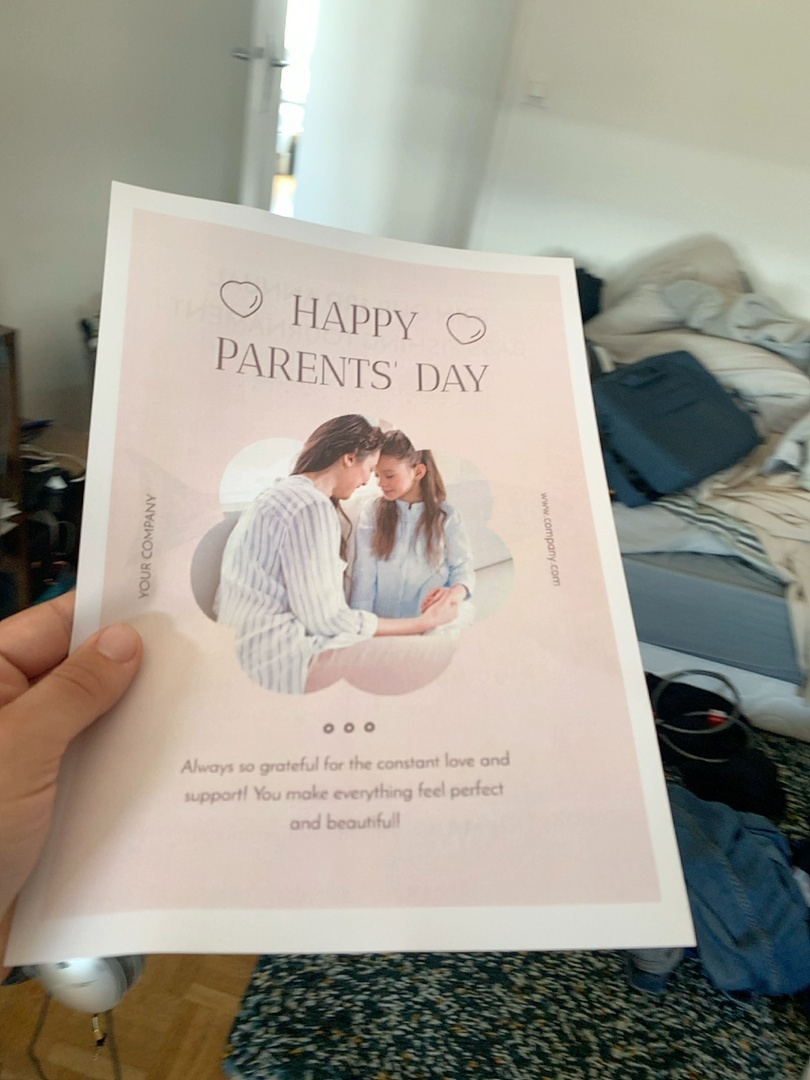 HAPPY
PARENTS' DAY
YOUR COMPANY
www.company.com
Always so grateful for the constant love and
support! You make everything feel perfect
and beautiful!